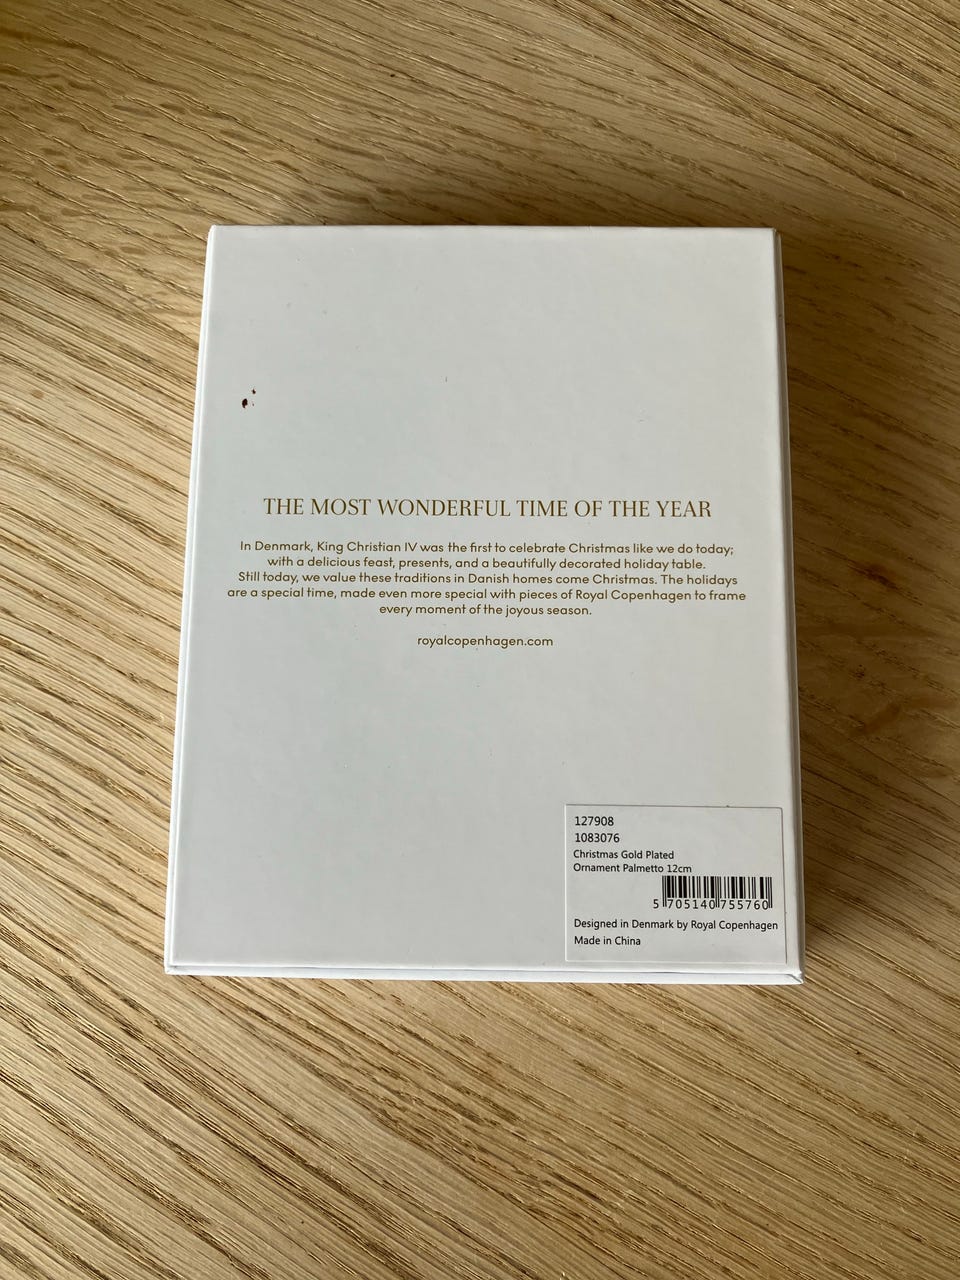 THE MOST WONDERFUL TIME OF THE YEAR
In Denmark, King Christian IV was the first to celebrate Christmas like we do today;
with a delicious feast, presents, and a beautifully decorated holiday table.
Still today, we value these traditions in Danish homes come Christmas. The holidays
are a special time, made even more special with pieces of Royal Copenhagen to frame
every moment of the joyous season.
royalcopenhagen.com
127908
1083076
Christmas Gold Plated
Ornament Palmetto 12cm
5 705140 755760
Designed in Denmark by Royal Copenhagen
Made in China